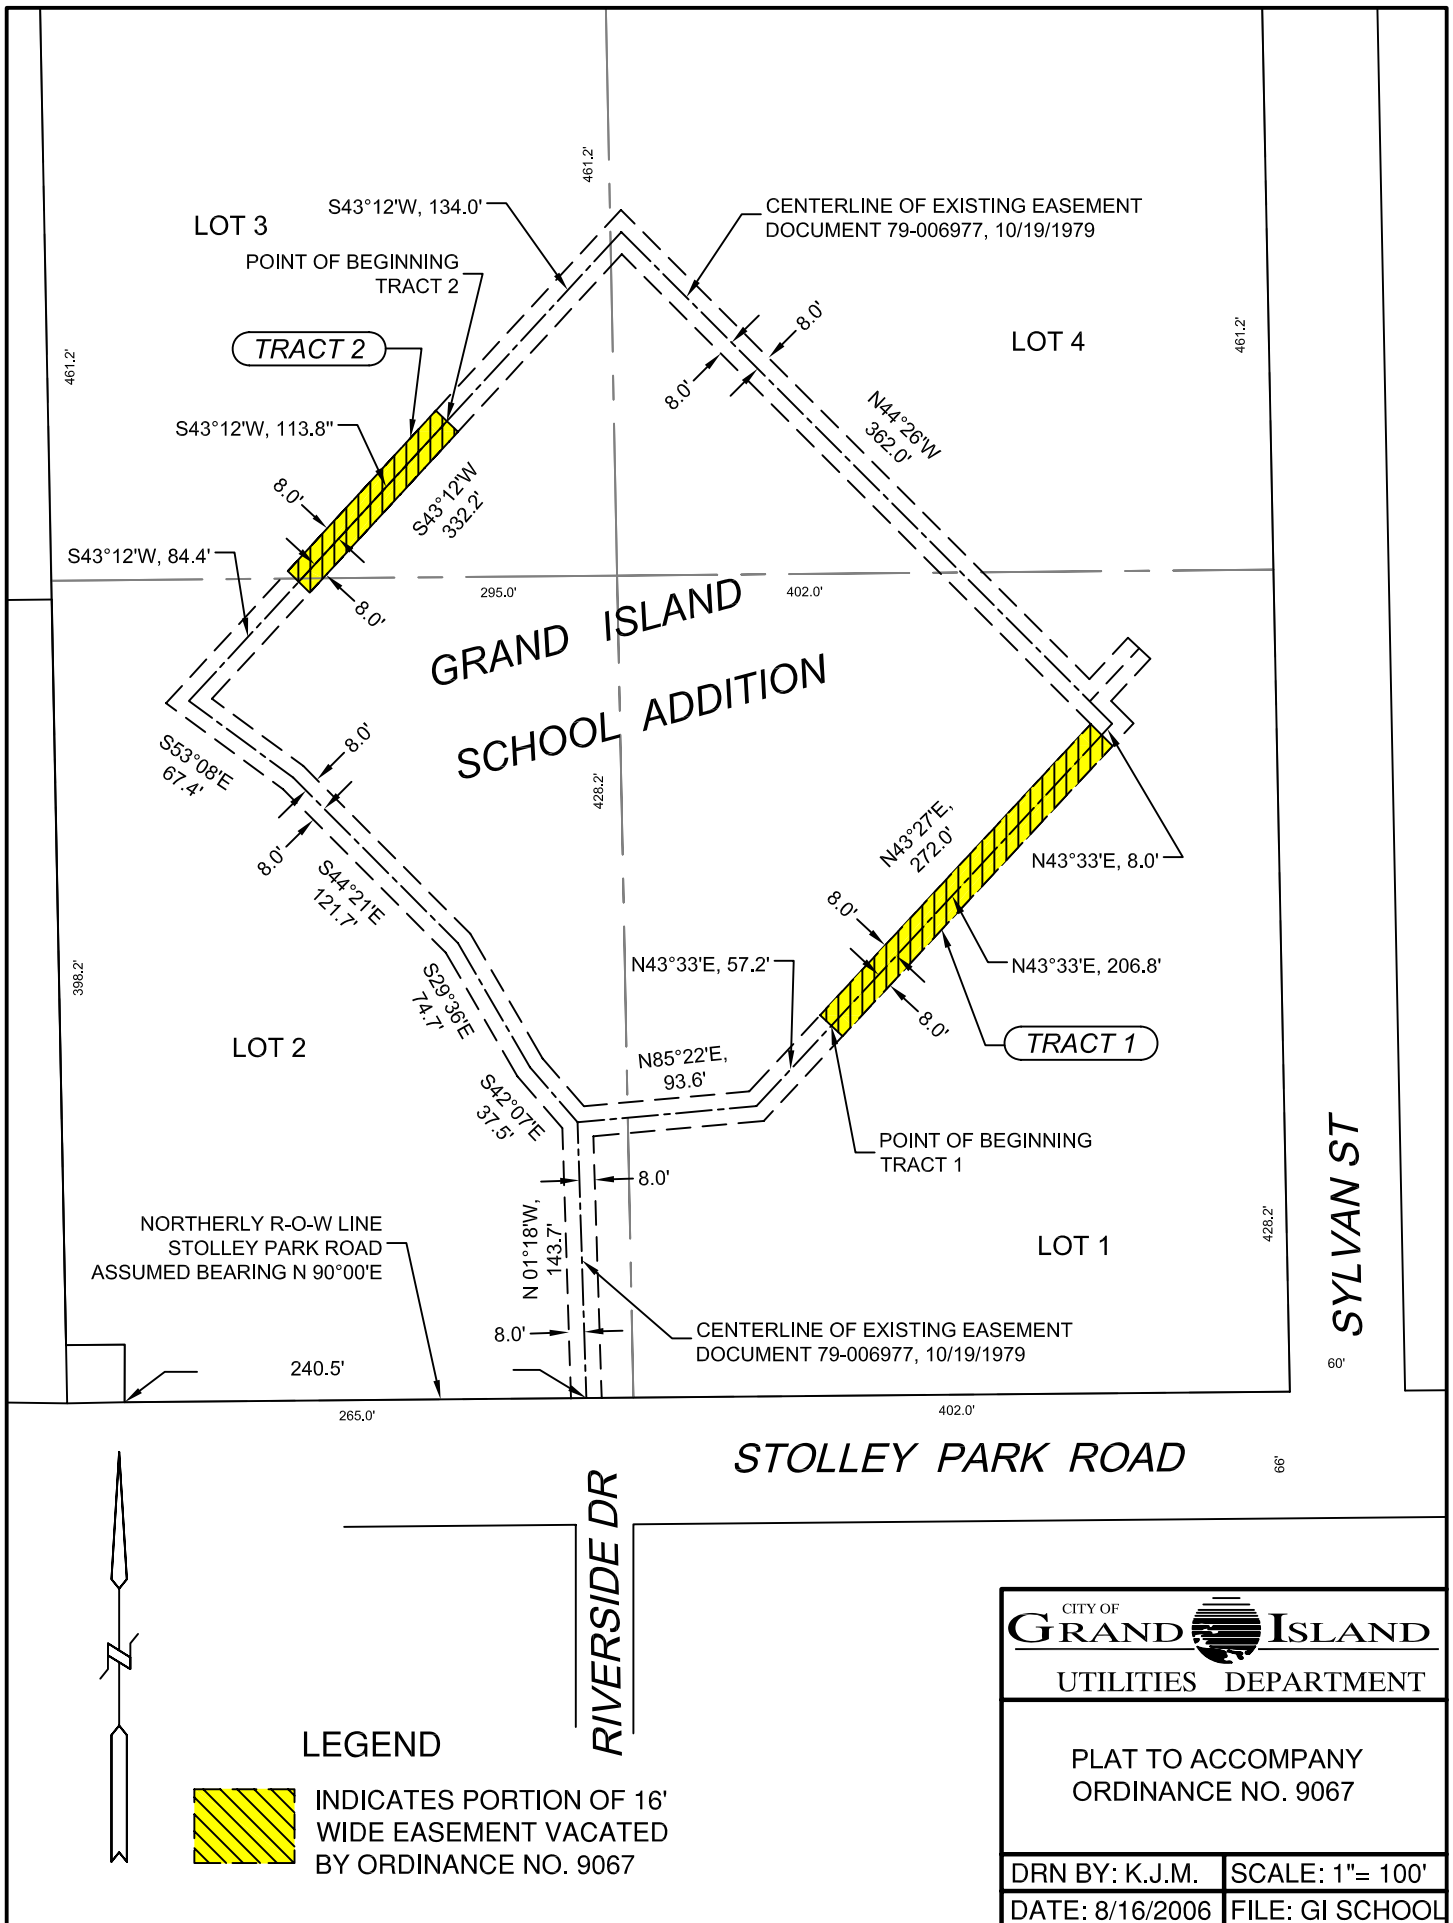 461.2'
S43°12'W, 134.0'
CENTERLINE OF EXISTING EASEMENT
DOCUMENT 79-006977, 10/19/1979
LOT 3
POINT OF BEGINNING
TRACT 2
TRACT 2
8.0'
8.0'
LOT 4
461.2'
461.2'
N44°26'W
362.0'
S43°12'W, 113.8"
S43°12'W
332.2'
8.0'
S43°12'W, 84.4'
8.0'
295.0'
402.0'
GRAND ISLAND
SCHOOL ADDITION
S53°08'E
67.4'
8.0'
8.0'
428.2'
S44°21'E
121.7'
N43°27'E,
272.0'
N43°33'E, 8.0'
8.0'
N43°33'E, 57.2'
N43°33'E, 206.8'
8.0'
TRACT 1
398.2'
S29°36'E
74.7'
LOT 2
N85°22'E,
93.6'
S42°07'E
37.5'
POINT OF BEGINNING
TRACT 1
8.0'
N 01°18'W,
143.7'
NORTHERLY R-O-W LINE
STOLLEY PARK ROAD
ASSUMED BEARING N 90°00'E
LOT 1
428.2'
SYLVAN ST
8.0'
CENTERLINE OF EXISTING EASEMENT
DOCUMENT 79-006977, 10/19/1979
240.5'
60'
265.0'
402.0'
STOLLEY PARK ROAD
66'
RIVERSIDE DR
LEGEND
INDICATES PORTION OF 16'
WIDE EASEMENT VACATED
BY ORDINANCE NO. 9067
CITY OF
GRAND ISLAND
UTILITIES DEPARTMENT
PLAT TO ACCOMPANY
ORDINANCE NO. 9067
DRN BY: K.J.M.
SCALE: 1"= 100'
DATE: 8/16/2006
FILE: GI SCHOOL